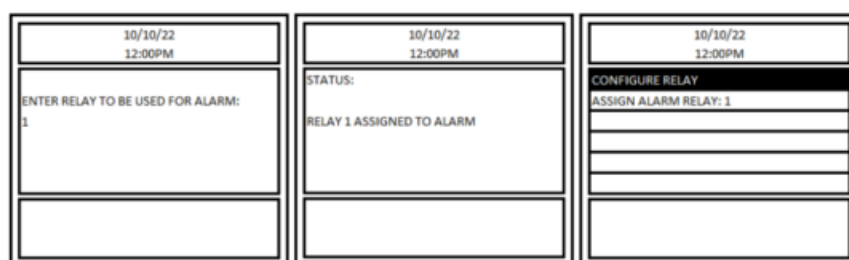 10/10/22
12:00PM
ENTER RELAY TO BE USED FOR ALARM:
1
10/10/22
12:00PM
STATUS:
RELAY 1 ASSIGNED TO ALARM
10/10/22
12:00PM
CONFIGURE RELAY
ASSIGN ALARM RELAY: 1